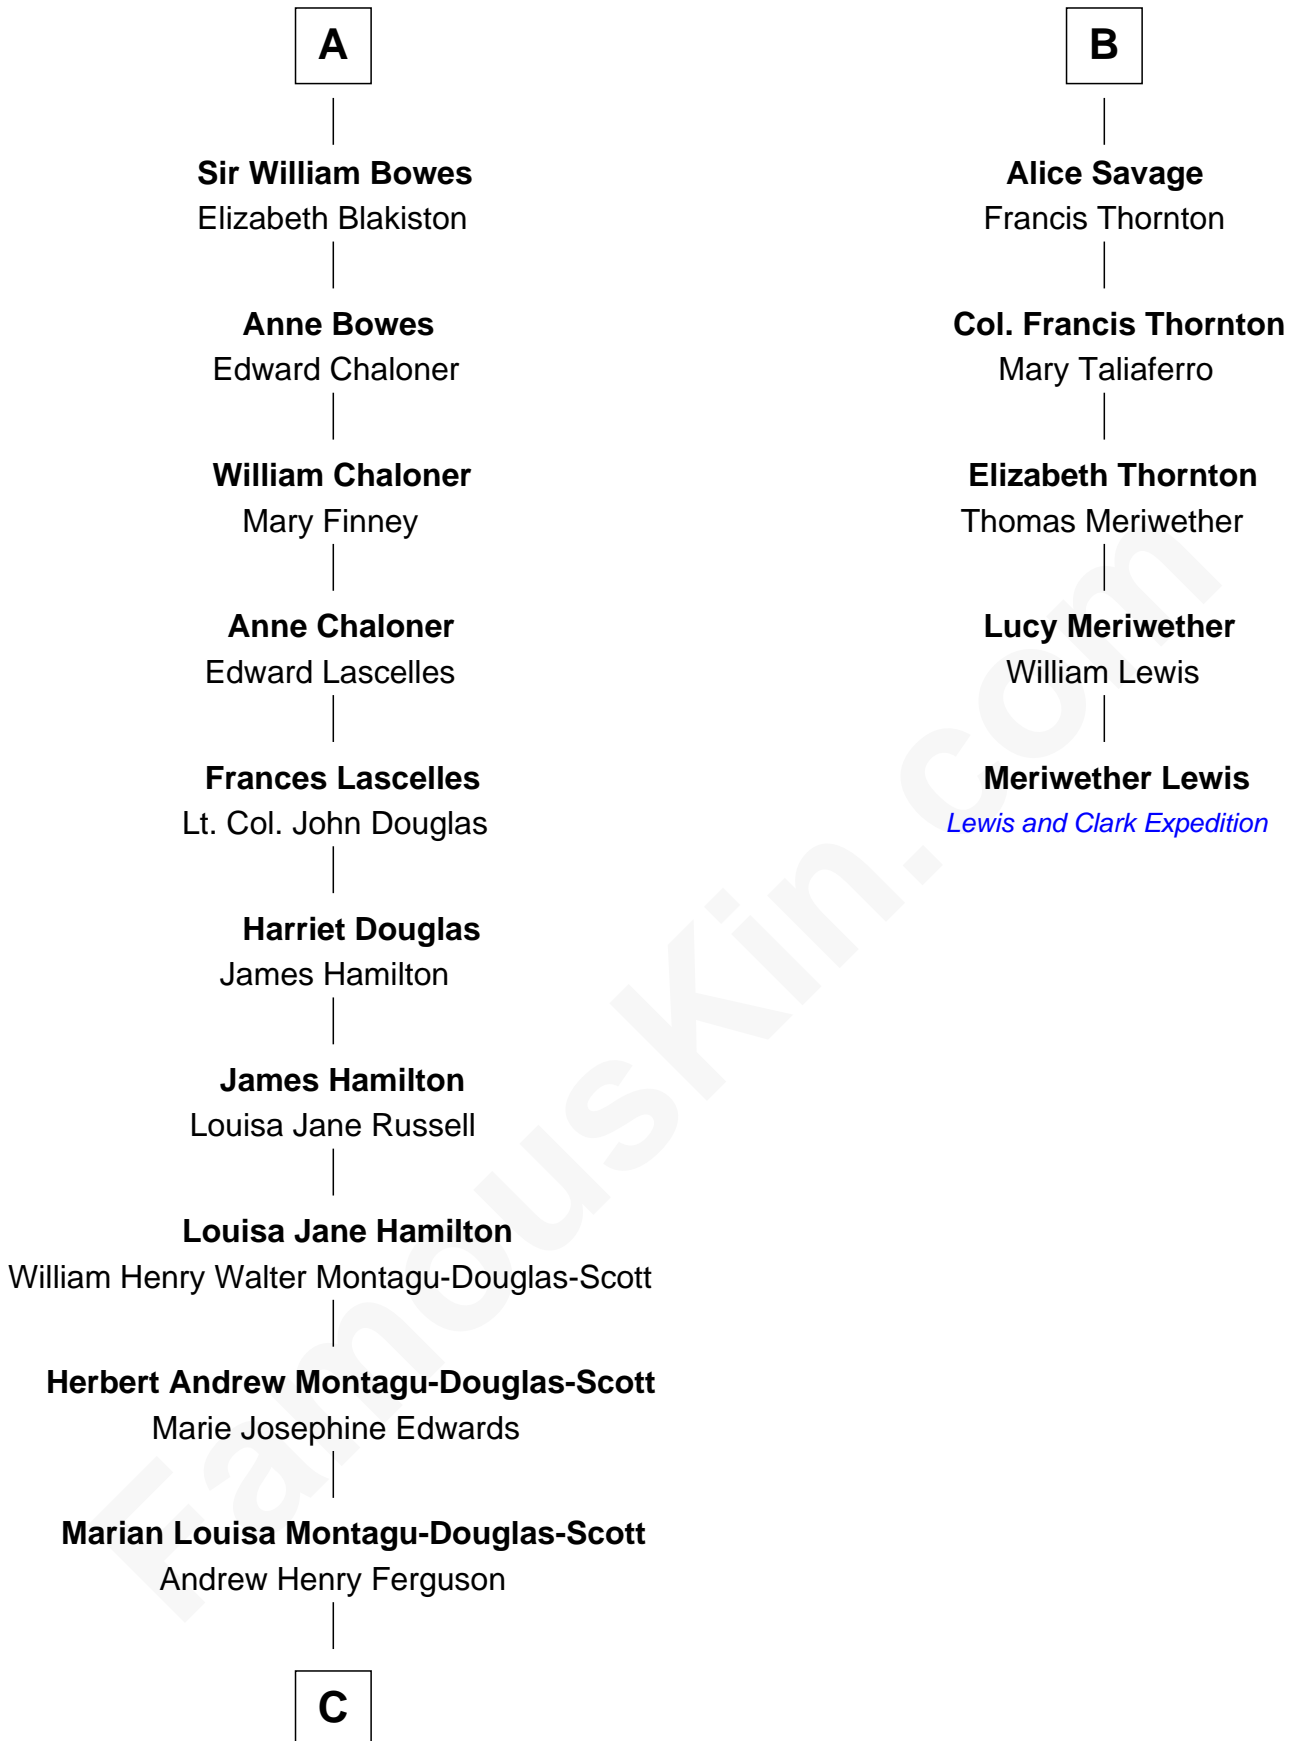 A
Sir William Bowes
Elizabeth Blakiston
Anne Bowes
Edward Chaloner
William Chaloner
Mary Finney
Anne Chaloner
Edward Lascelles
Frances Lascelles
Lt. Col. John Douglas
Harriet Douglas
James Hamilton
James Hamilton
Louisa Jane Russell
Louisa Jane Hamilton
William Henry Walter Montagu-Douglas-Scott
Herbert Andrew Montagu-Douglas-Scott
Marie Josephine Edwards
Marian Louisa Montagu-Douglas-Scott
Andrew Henry Ferguson
C
B
Alice Savage
Francis Thornton
Col. Francis Thornton
Mary Taliaferro
Elizabeth Thornton
Thomas Meriwether
Lucy Meriwether
William Lewis
Meriwether Lewis
Lewis and Clark Expedition
FamousKin.com